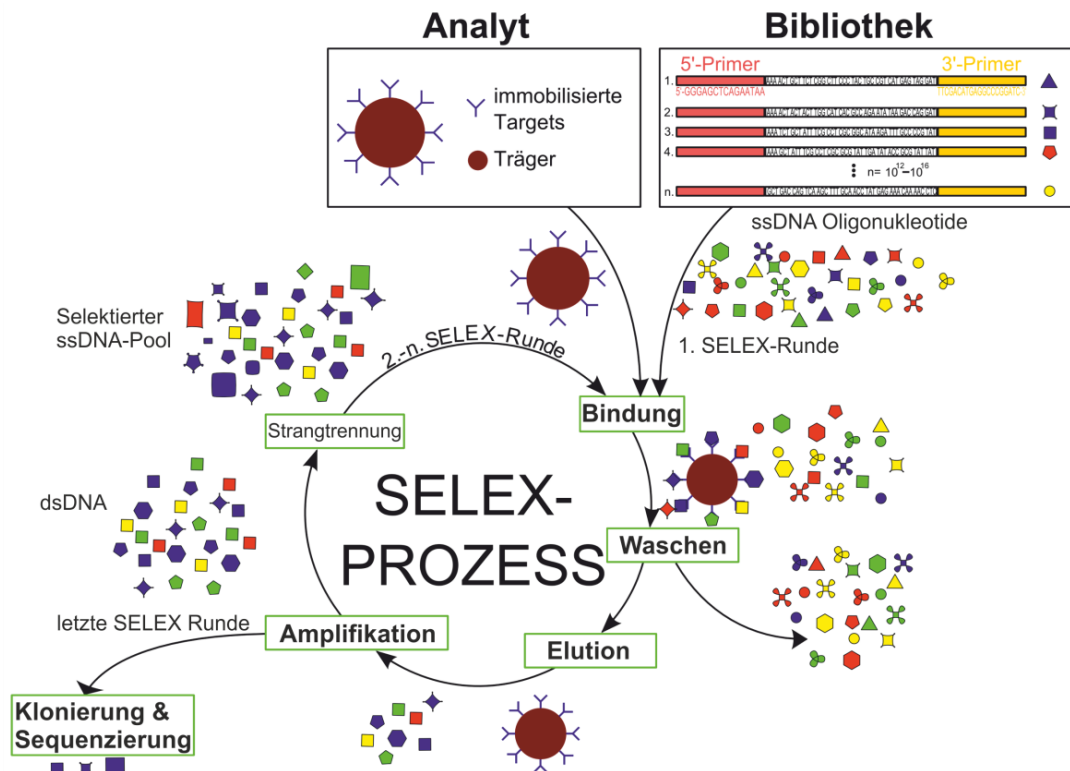 Analyt
Bibliothek
immobilisierte
Targets
Träger
5'-Primer
3'-Primer
1.
5'-GGGAGCTCAGAATAA
2.
3.
4.
n= 10¹²–10¹⁶
n.
ssDNA Oligonukleotide
1. SELEX-Runde
Selektierter
ssDNA-Pool
2.-n. SELEX-Runde
Bindung
Strangtrennung
SELEX-
PROZESS
dsDNA
Waschen
letzte SELEX Runde
Amplifikation
Elution
Klonierung &
Sequenzierung